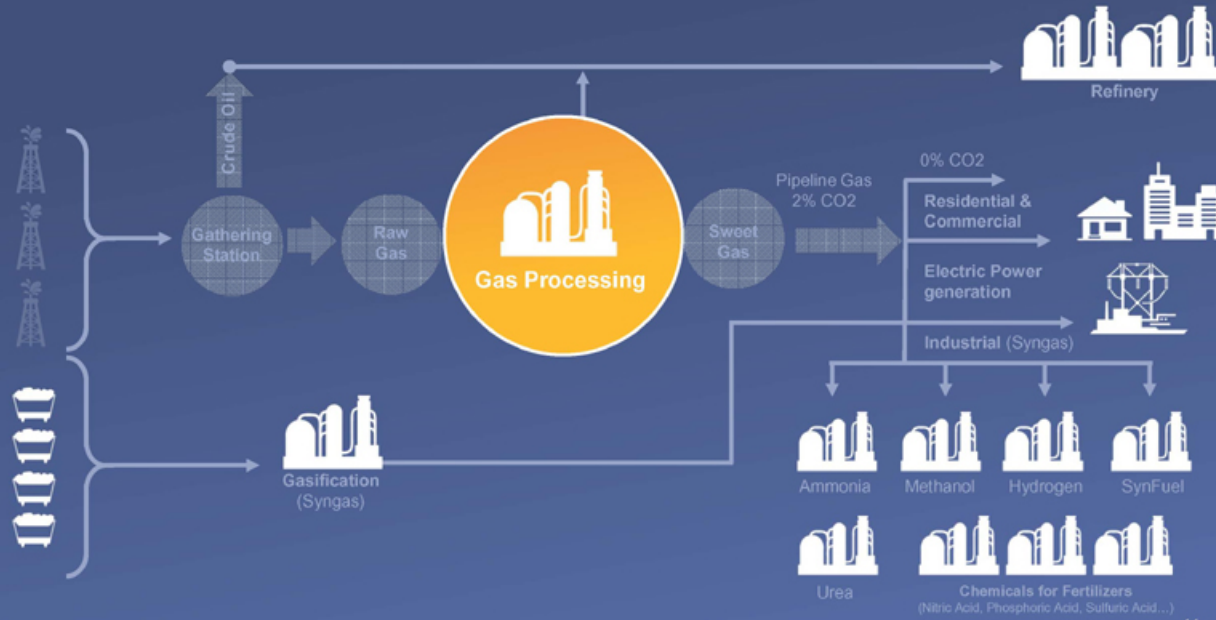 Refinery
Crude Oil
0% CO2
Pipeline Gas
2% CO2
Residential &
Commercial
Gathering
Station
Raw
Gas
Gas Processing
Sweet
Gas
Electric Power
generation
Industrial (Syngas)
Gasification
(Syngas)
Ammonia
Methanol
Hydrogen
SynFuel
Urea
Chemicals for Fertilizers
(Nitric Acid, Phosphoric Acid, Sulfuric Acid...)